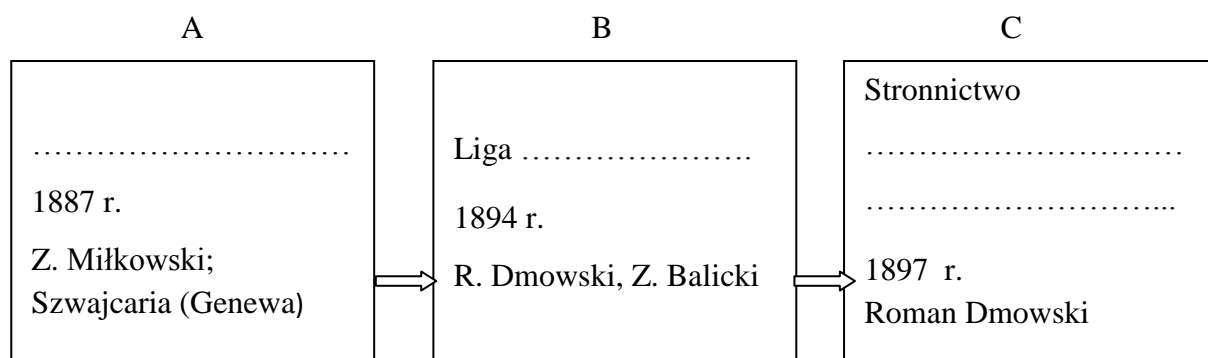 A
B
C
……………………………
1887 r.
Z. Miłkowski;
Szwajcaria (Genewa)
Liga …………………….
1894 r.
R. Dmowski, Z. Balicki
Stronnictwo
……………………………
…………………………...
1897 r.
Roman Dmowski